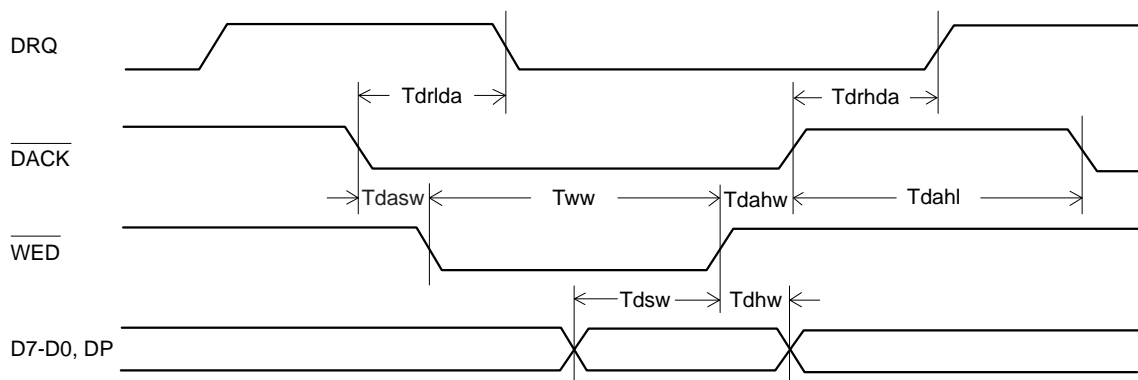 DRQ
Tdrlda
Tdrhda
DACK
Tdasw
Tww
Tdahw
Tdahl
WED
Tdsw
Tdhw
D7-D0, DP